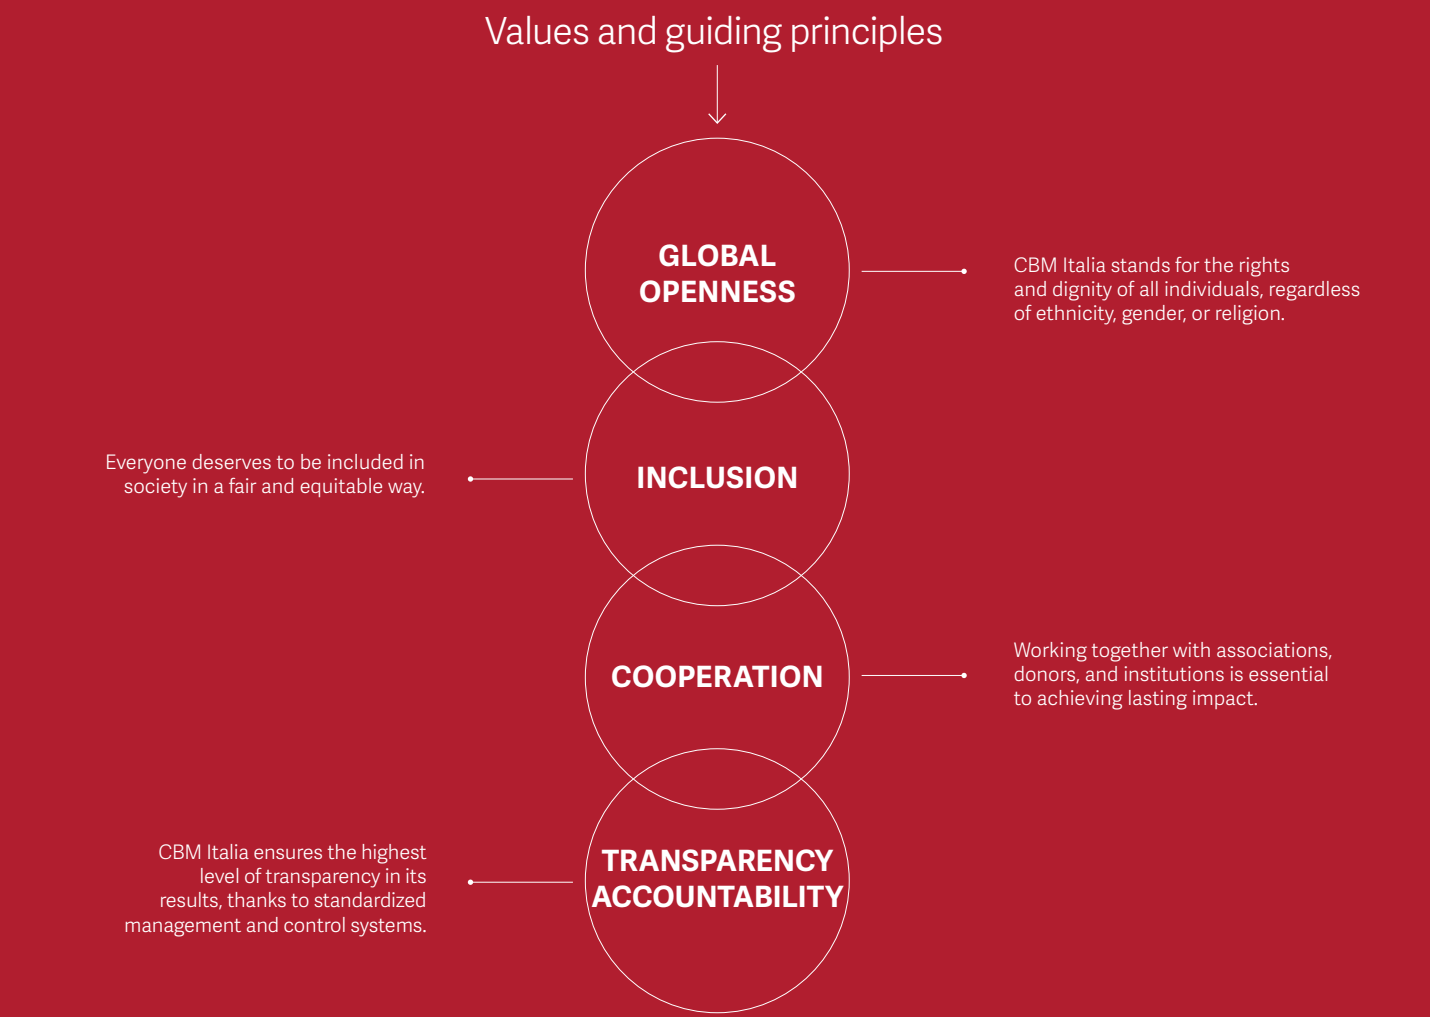 Values and guiding principles
GLOBAL
OPENNESS
CBM Italia stands for the rights
and dignity of all individuals, regardless
of ethnicity, gender, or religion.
INCLUSION
Everyone deserves to be included in
society in a fair and equitable way.
COOPERATION
Working together with associations,
donors, and institutions is essential
to achieving lasting impact.
TRANSPARENCY
ACCOUNTABILITY
CBM Italia ensures the highest
level of transparency in its
results, thanks to standardized
management and control systems.